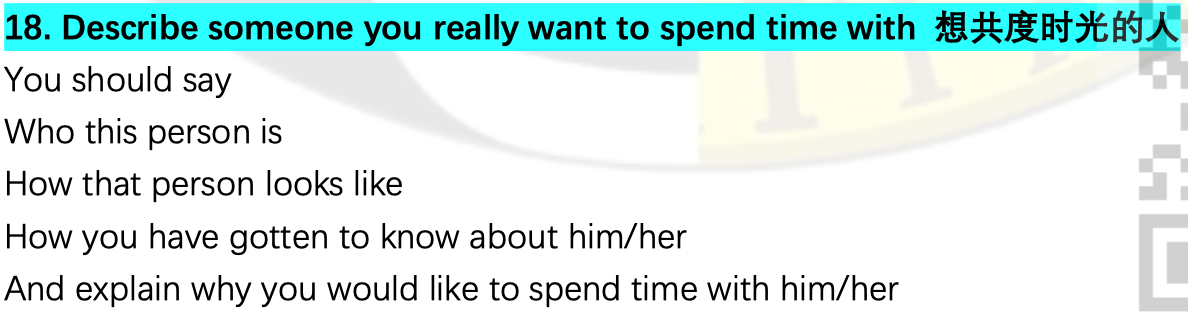 18. Describe someone you really want to spend time with 想共度时光的人
You should say
Who this person is
How that person looks like
How you have gotten to know about him/her
And explain why you would like to spend time with him/her